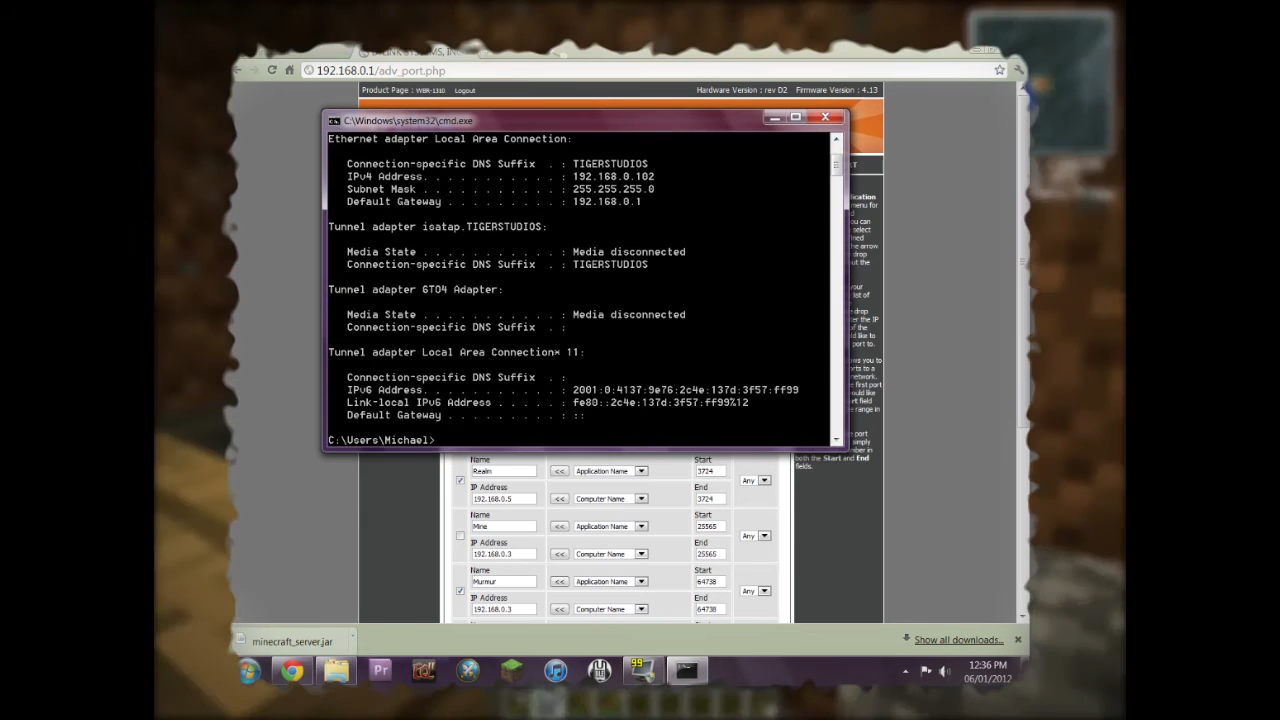 192.168.0.1/adv_port.php
Product Page : WBR-1310 Logout Hardware Version : rev D2 Firmware Version : 4.13
C:\Windows\system32\cmd.exe
Ethernet adapter Local Area Connection:
Connection-specific DNS Suffix . : TIGERSTUDIOS
IPv4 Address. . . . . . . . . . . : 192.168.0.102
Subnet Mask . . . . . . . . . . . : 255.255.255.0
Default Gateway . . . . . . . . . : 192.168.0.1
Tunnel adapter isatap.TIGERSTUDIOS:
Media State . . . . . . . . . . . : Media disconnected
Connection-specific DNS Suffix . : TIGERSTUDIOS
Tunnel adapter 6TO4 Adapter:
Media State . . . . . . . . . . . : Media disconnected
Connection-specific DNS Suffix . :
Tunnel adapter Local Area Connection* 11:
Connection-specific DNS Suffix . :
IPv6 Address. . . . . . . . . . . : 2001:0:4137:9e76:2c4e:137d:3f57:ff99
Link-local IPv6 Address . . . . . : fe80::2c4e:137d:3f57:ff99%12
Default Gateway . . . . . . . . . : ::
C:\Users\Michael>
both the Start and End
fields.
Name Start
Realm << Application Name 3724
Any
IP Address End
192.168.0.5 << Computer Name 3724
Name Start
Mine << Application Name 25565
Any
IP Address End
192.168.0.3 << Computer Name 25565
Name Start
Murmur << Application Name 64738
Any
IP Address End
192.168.0.3 << Computer Name 64738
minecraft_server.jar Show all downloads...
Pr
99
12:36 PM
06/01/2012